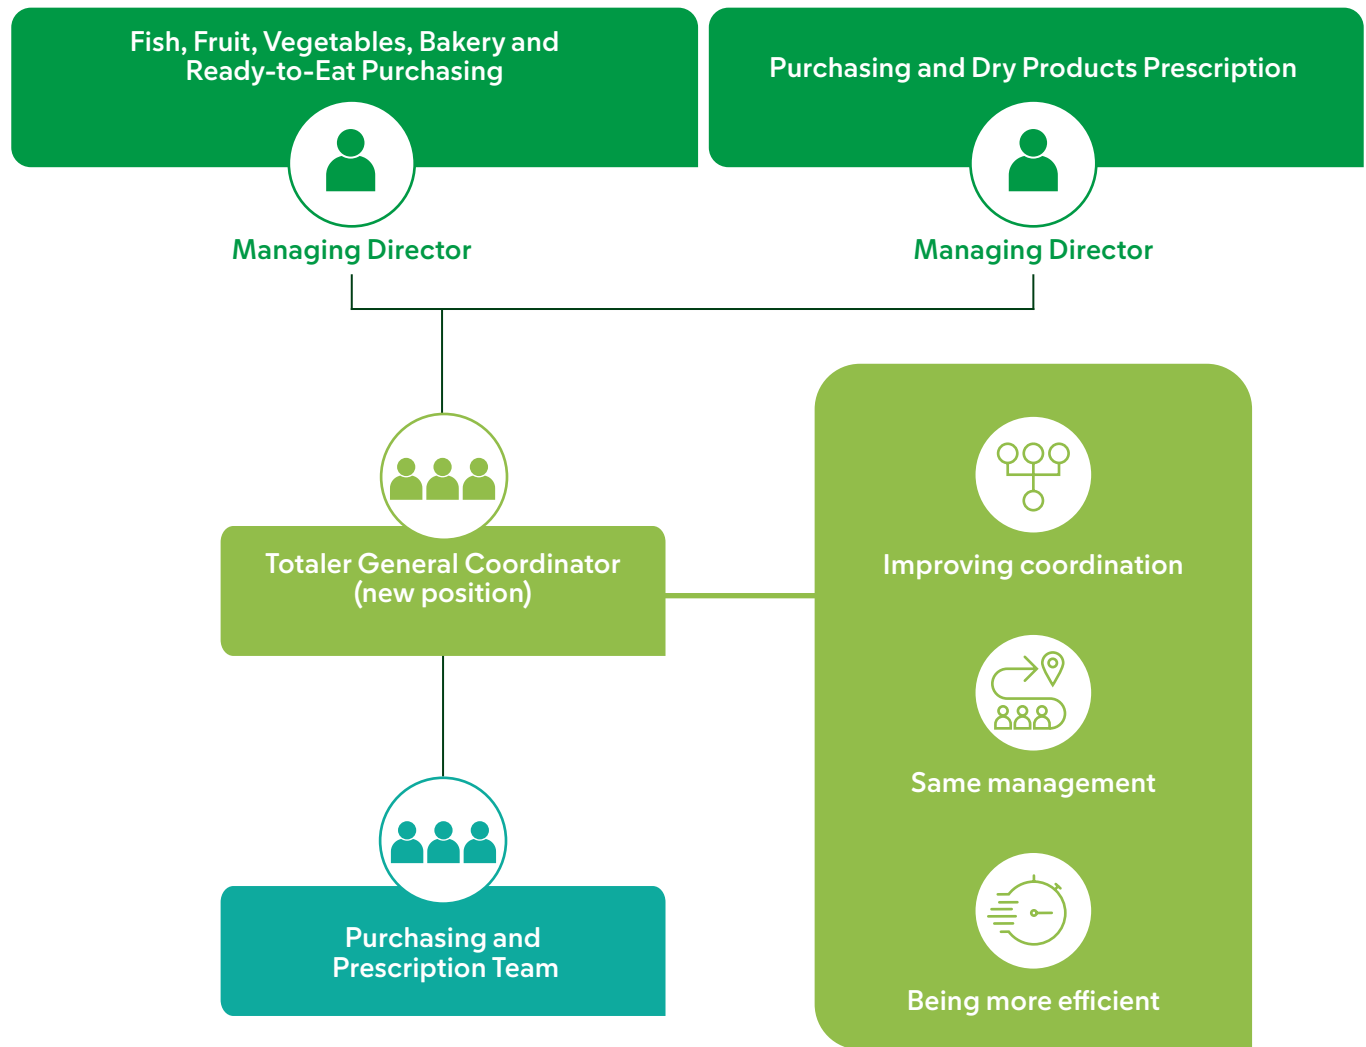 Fish, Fruit, Vegetables, Bakery and
Ready-to-Eat Purchasing
Purchasing and Dry Products Prescription
Managing Director
Managing Director
Totaler General Coordinator
(new position)
Improving coordination
Same management
Being more efficient
Purchasing and
Prescription Team